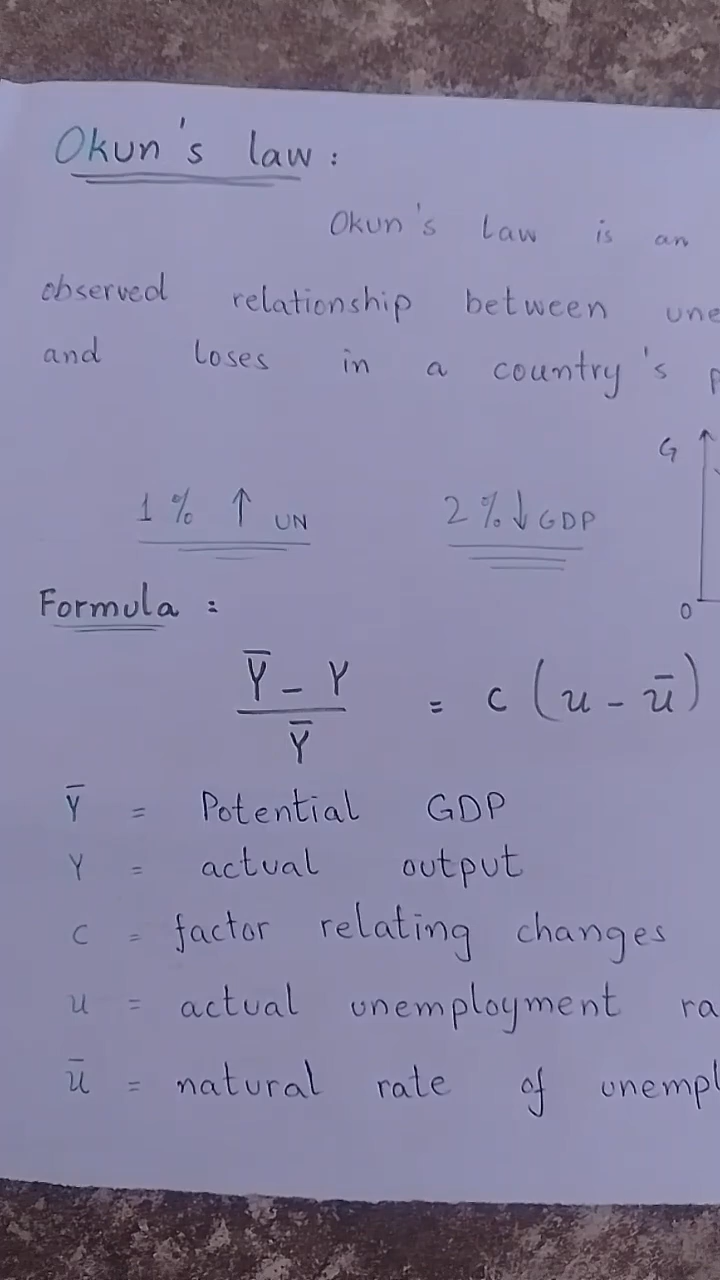 Okun's law :
Okun's law is an
observed relationship between une
and loses in a country's p
G
1 % ↑ UN 2 % ↓ GDP
0
Formula :
Ȳ - Y
= c ( u - ū )
Ȳ
Ȳ = Potential GDP
Y = actual output
c = factor relating changes
u = actual unemployment ra
ū = natural rate of unempl